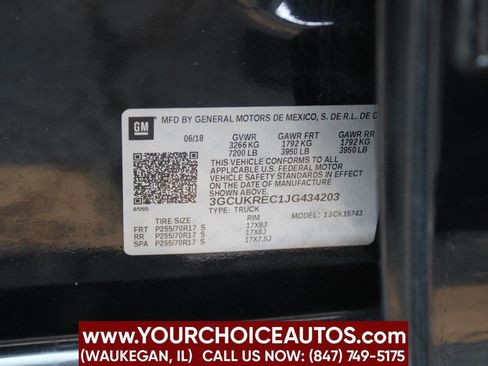 GM
MFD BY GENERAL MOTORS DE MEXICO, S. DE R.L. DE C
06/18 GVWR GAWR FRT GAWR RR
3266 KG 1792 KG 1792 KG
7200 LB 3950 LB 3950 LB
THIS VEHICLE CONFORMS TO ALL
APPLICABLE U.S. FEDERAL MOTOR
VEHICLE SAFETY STANDARDS IN EFFECT
ON THE DATE OF MANUFACTURE
SHOWN ABOVE.
3GCUKREC1JG434203
TYPE: TRUCK MODEL: 13CK15743
TIRE SIZE RIM
FRT P255/70R17 S 17X8J
RR P255/70R17 S 17X8J
SPA P255/70R17 S 17X7.5J
WWW.YOURCHOICEAUTOS.COM
(WAUKEGAN, IL) CALL US NOW: (847) 749-5175